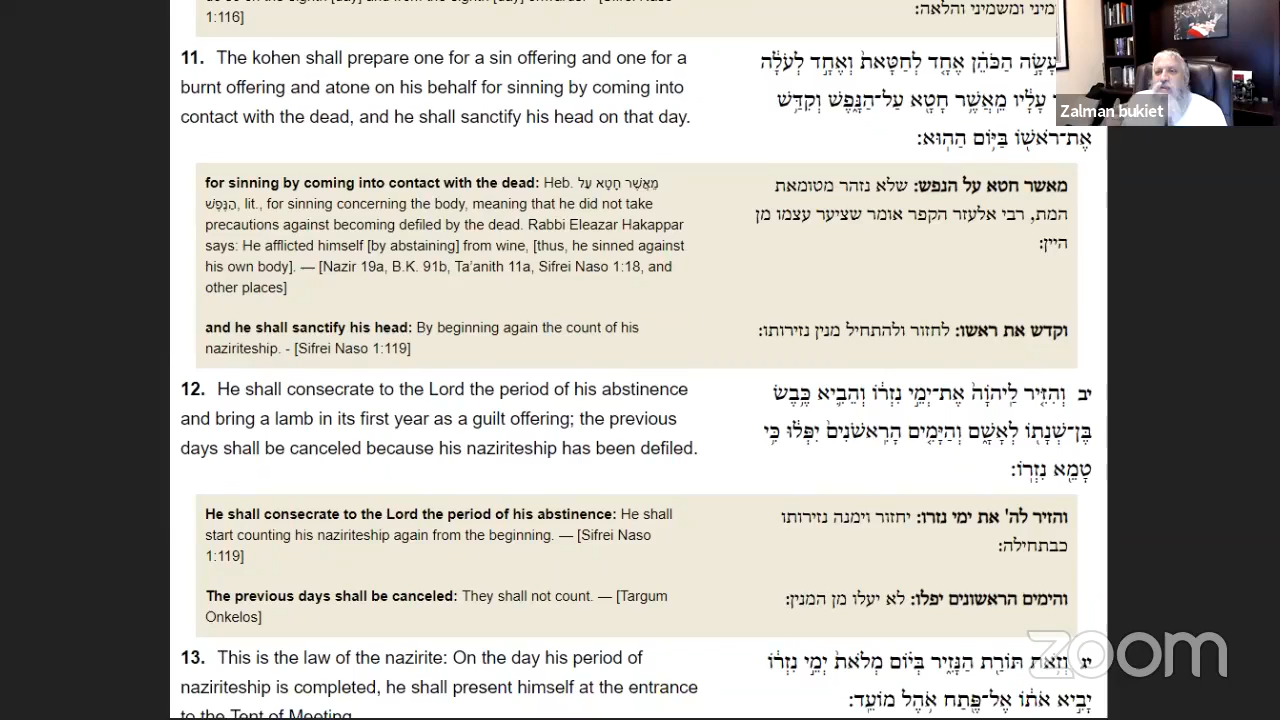 1:116]
מיני ומשמיני והלאה:
11. The kohen shall prepare one for a sin offering and one for a
burnt offering and atone on his behalf for sinning by coming into
contact with the dead, and he shall sanctify his head on that day.
עָשָׂ֣ה הַכֹּהֵ֗ן אֶחָ֤ד לְחַטָּאת֙ וְאֶחָ֣ד לְעֹלָ֔ה
עָלָ֔יו מֵאֲשֶׁ֥ר חָטָ֖א עַל־הַנָּ֑פֶשׁ וְקִדַּ֥שׁ
אֶת־רֹאשׁ֖וֹ בַּיּ֥וֹם הַהֽוּא:
for sinning by coming into contact with the dead: Heb. מֵאֲשֶׁר חָטָא עַל
הַנָּפֶשׁ, lit., for sinning concerning the body, meaning that he did not take
precautions against becoming defiled by the dead. Rabbi Eleazar Hakappar
says: He afflicted himself [by abstaining] from wine, [thus, he sinned against
his own body]. — [Nazir 19a, B.K. 91b, Ta’anith 11a, Sifrei Naso 1:18, and
other places]
מאשר חטא על הנפש: שלא נזהר מטומאת
המת, רבי אלעזר הקפר אומר שציער עצמו מן
היין:
and he shall sanctify his head: By beginning again the count of his
naziriteship. - [Sifrei Naso 1:119]
וקדש את ראשו: לחזור ולהתחיל מנין נזירותו:
12. He shall consecrate to the Lord the period of his abstinence
and bring a lamb in its first year as a guilt offering; the previous
days shall be canceled because his naziriteship has been defiled.
יב וְהִזִּ֤יר לַֽיהֹוָה֙ אֶת־יְמֵ֣י נִזְר֔וֹ וְהֵבִ֛יא כֶּ֥בֶשׂ
בֶּן־שְׁנָת֖וֹ לְאָשָׁ֑ם וְהַיָּמִ֤ים הָרִֽאשֹׁנִים֙ יִפְּל֔וּ כִּ֥י
טָמֵ֖א נִזְרֽוֹ:
He shall consecrate to the Lord the period of his abstinence: He shall
start counting his naziriteship again from the beginning. — [Sifrei Naso
1:119]
והזיר לה' את ימי נזרו: יחזור וימנה נזירותו
כבתחילה:
The previous days shall be canceled: They shall not count. — [Targum
Onkelos]
והימים הראשונים יפלו: לא יעלו מן המנין:
13. This is the law of the nazirite: On the day his period of
naziriteship is completed, he shall present himself at the entrance
to the Tent of Meeting.
יג וְזֹ֥את תּוֹרַ֖ת הַנָּזִ֑יר בְּי֗וֹם מְלֹאת֙ יְמֵ֣י נִזְר֔וֹ
יָבִ֣יא אֹת֔וֹ אֶל־פֶּ֖תַח אֹ֥הֶל מוֹעֵֽד:
Zalman bukiet
zoom